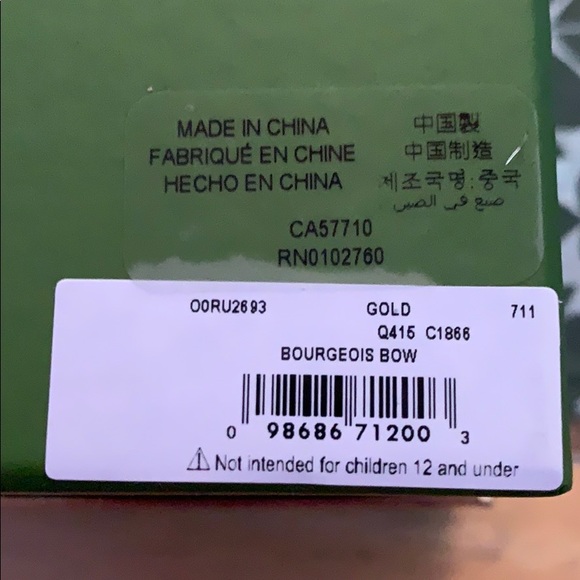 MADE IN CHINA
FABRIQUÉ EN CHINE
HECHO EN CHINA
中国製
中国制造
제조국명:중국
صنع في الصين
CA57710
RN0102760
O0RU2693 GOLD 711
Q415 C1866
BOURGEOIS BOW
0 98686 71200 3
⚠ Not intended for children 12 and under